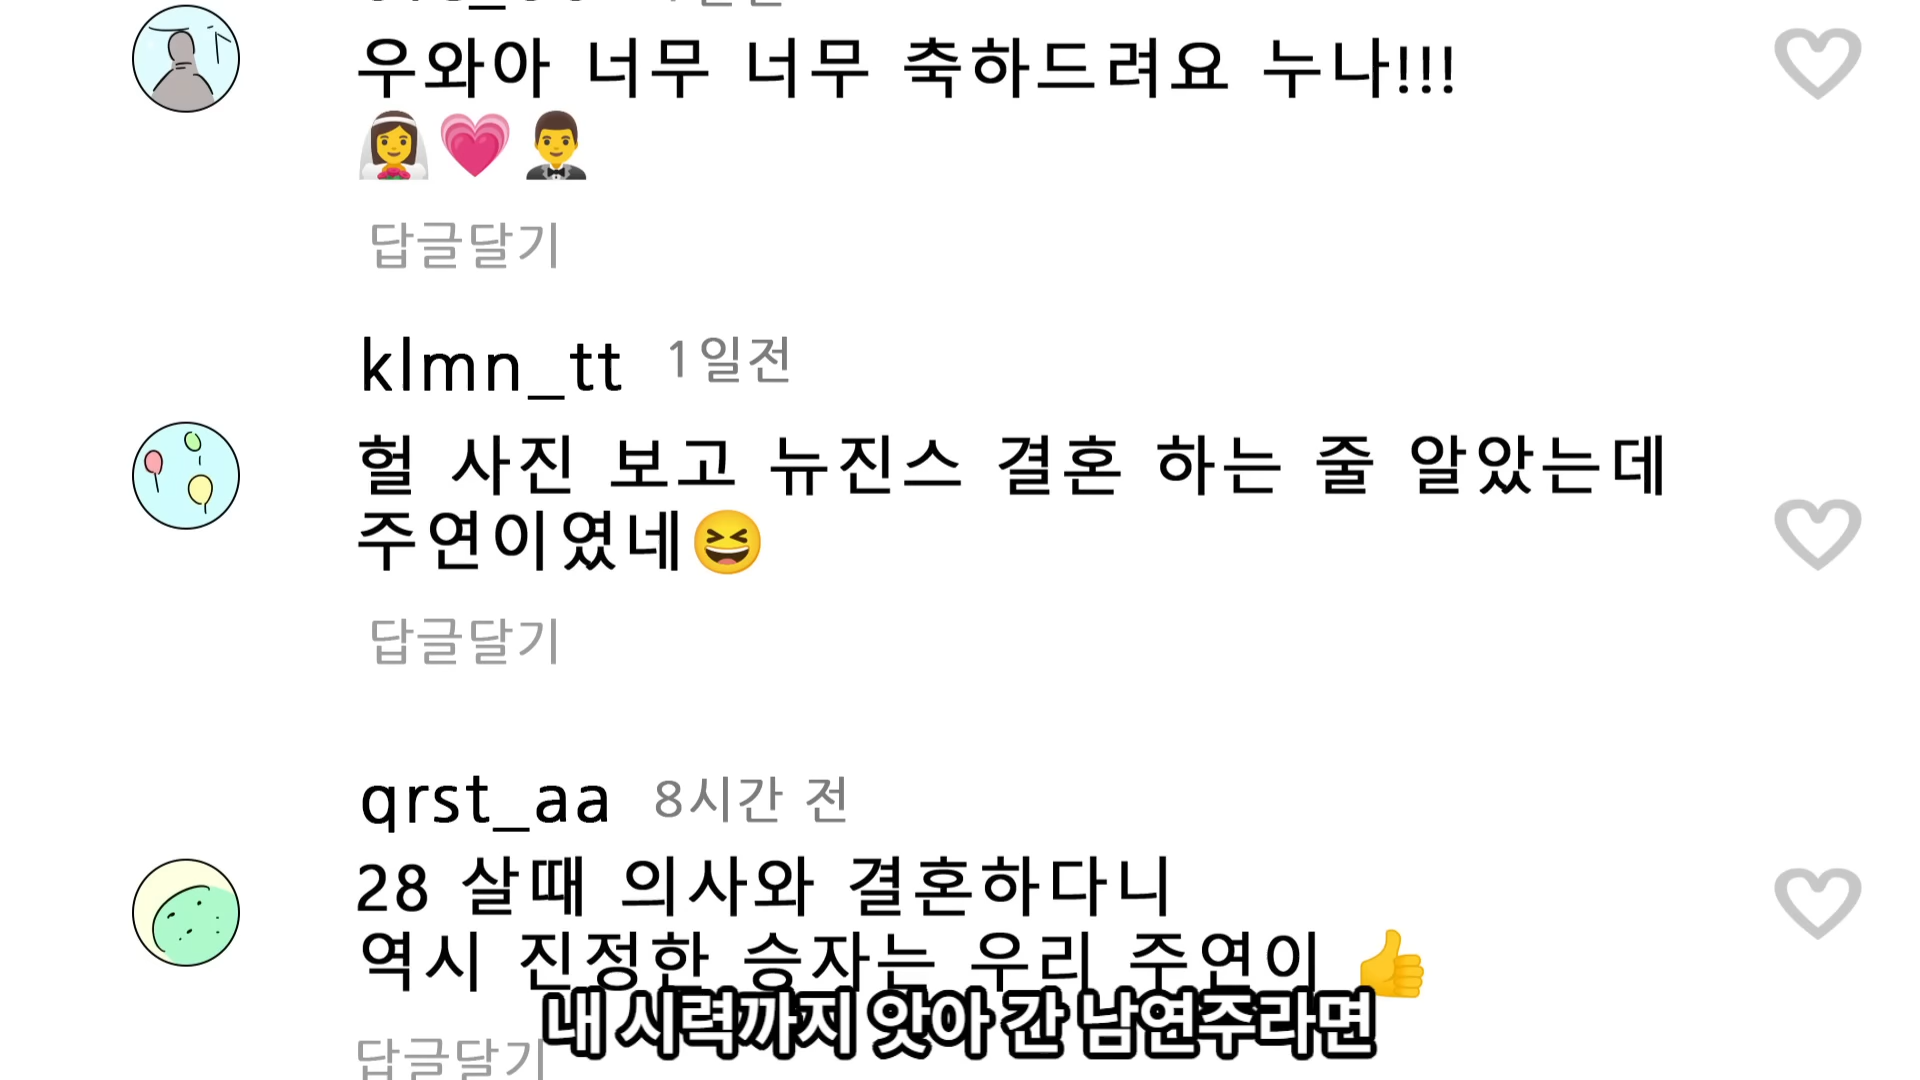 우와아 너무 너무 축하드려요 누나!!!
👰💗🤵
답글달기
klmn_tt 1일전
헐 사진 보고 뉴진스 결혼 하는 줄 알았는데
주연이였네😆
답글달기
qrst_aa 8시간 전
28 살때 의사와 결혼하다니
역시 진정한 승자는 우리 주연이 👍
내 시력까지 앗아 간 남연주라면
답글달기